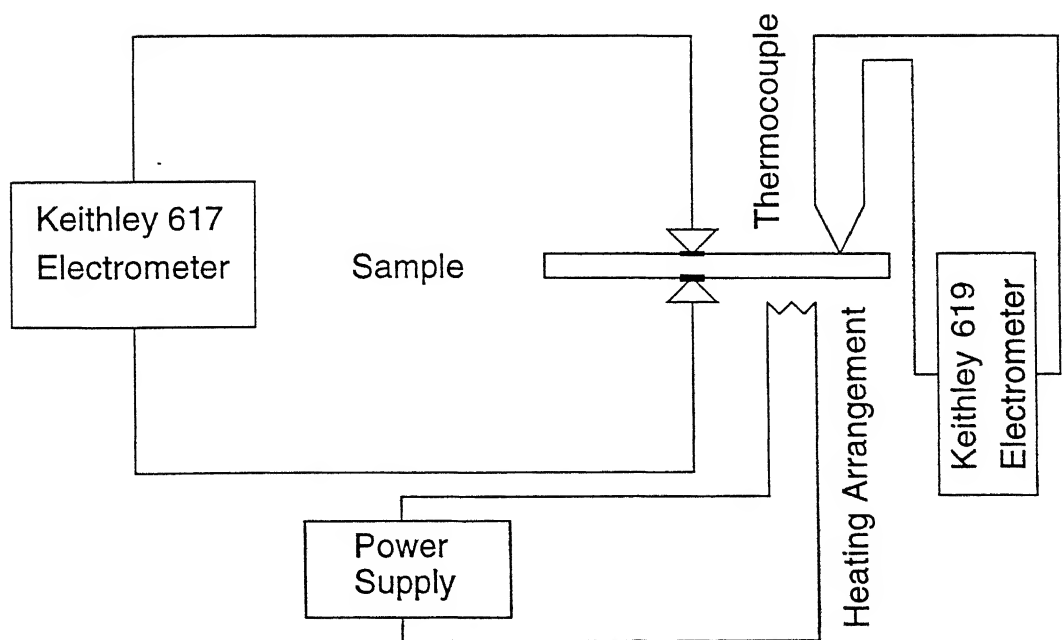 Thermocouple
Keithley 617
Electrometer
Sample
Keithley 619
Electrometer
Heating Arrangement
Power
Supply